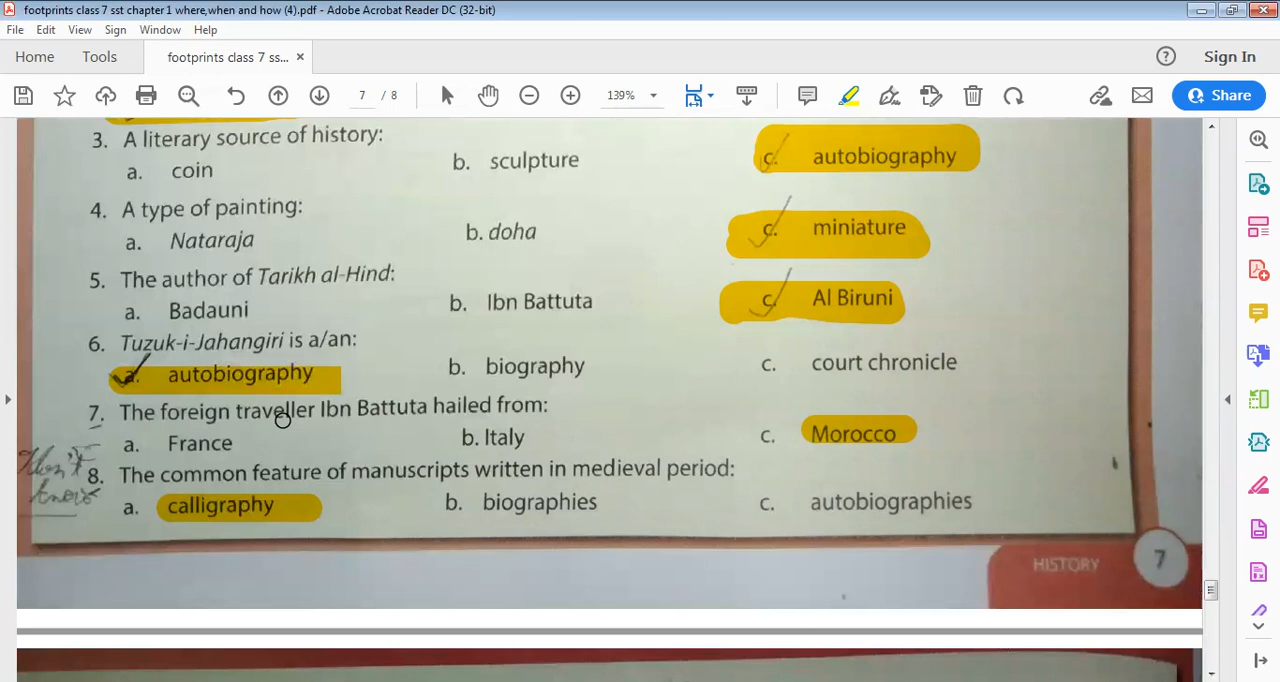 footprints class 7 sst chapter 1 where,when and how (4).pdf - Adobe Acrobat Reader DC (32-bit)
File Edit View Sign Window Help
Home Tools footprints class 7 ss... × ? Sign In
7 / 8 139% Share
3. A literary source of history:
a. coin b. sculpture c. autobiography
4. A type of painting:
a. Nataraja b. doha c. miniature
5. The author of Tarikh al-Hind:
a. Badauni b. Ibn Battuta c. Al Biruni
6. Tuzuk-i-Jahangiri is a/an:
a. autobiography b. biography c. court chronicle
7. The foreign traveller Ibn Battuta hailed from:
a. France b. Italy c. Morocco
8. The common feature of manuscripts written in medieval period:
a. calligraphy b. biographies c. autobiographies
HISTORY 7